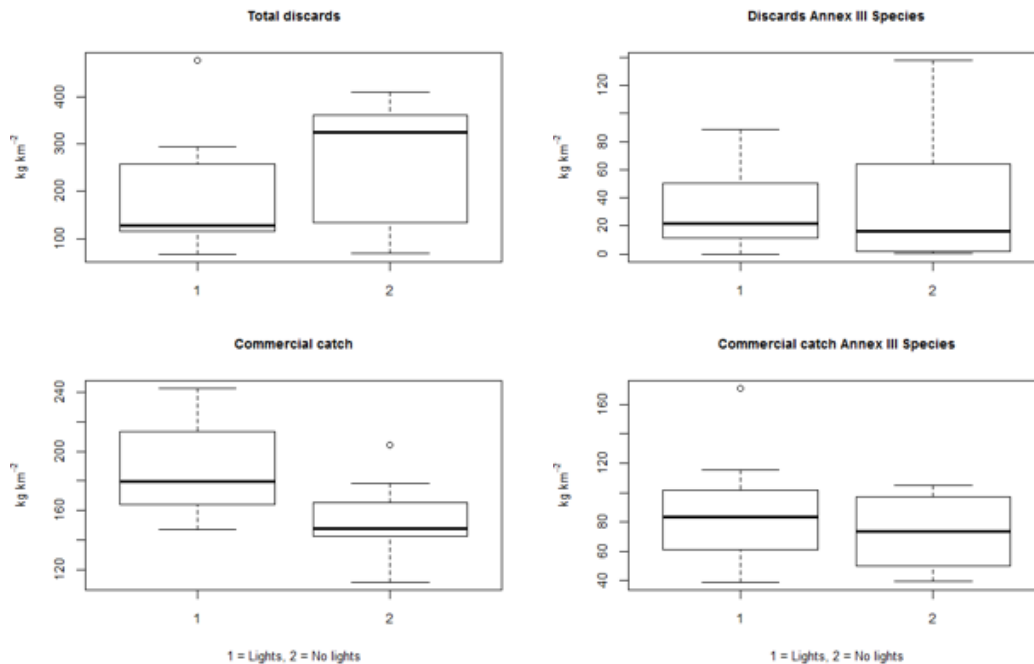 Total discards
kg km⁻²
400
300
200
100
1
2
Discards Annex III Species
kg km⁻²
120
80
60
40
20
0
1
2
Commercial catch
kg km⁻²
240
200
160
120
1
2
1 = Lights, 2 = No lights
Commercial catch Annex III Species
kg km⁻²
160
120
80
60
40
1
2
1 = Lights, 2 = No lights